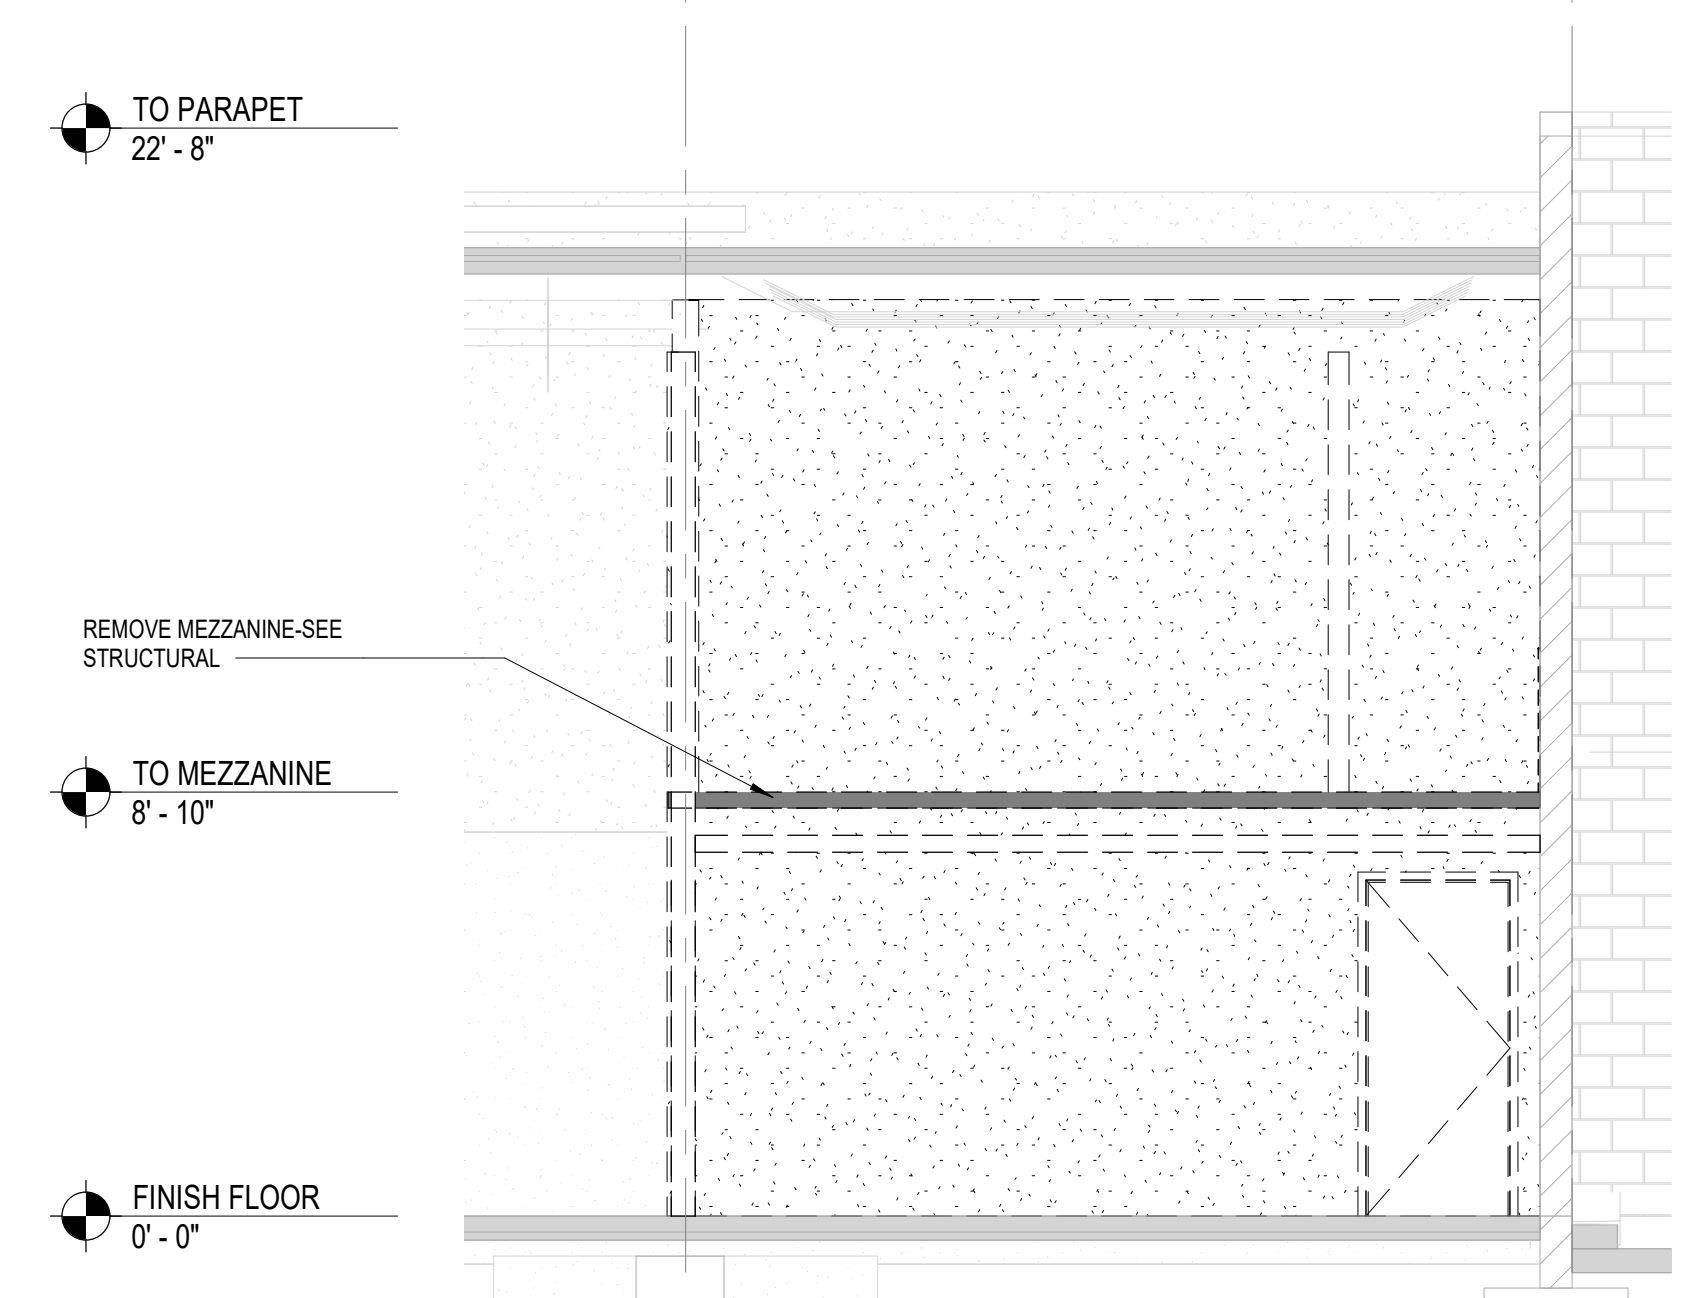 TO PARAPET
22' - 8"
REMOVE MEZZANINE-SEE
STRUCTURAL
TO MEZZANINE
8' - 10"
FINISH FLOOR
0' - 0"